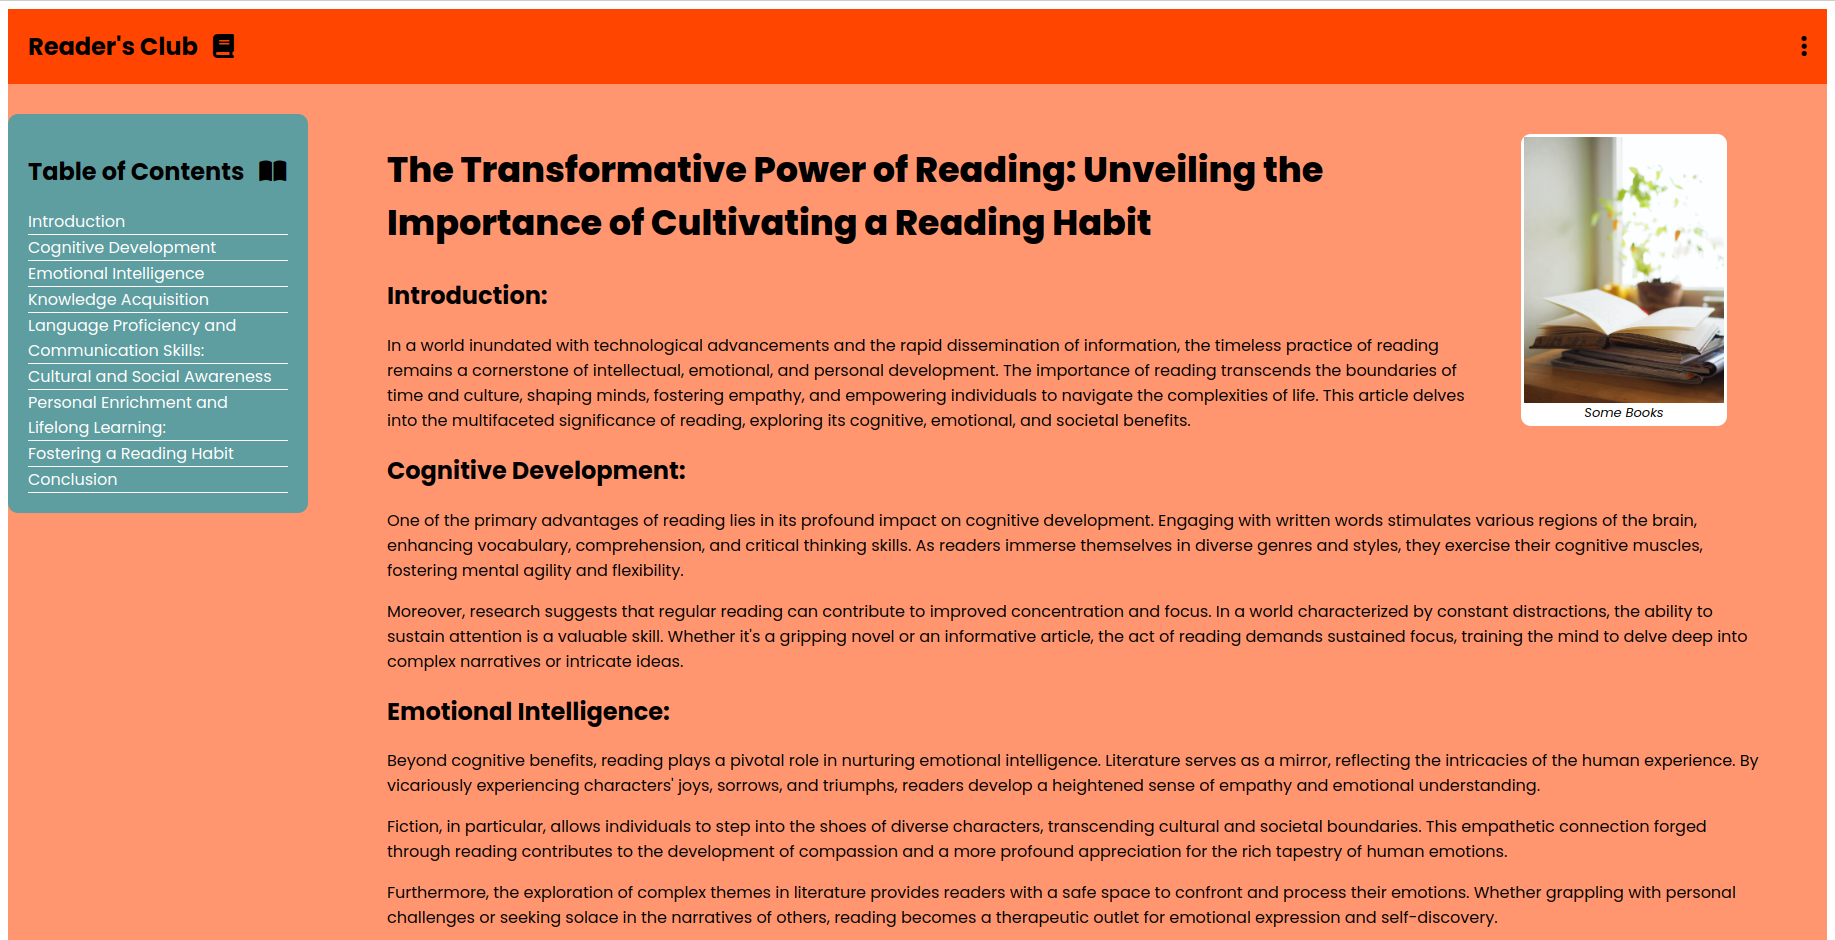 Reader's Club
Table of Contents
Introduction
Cognitive Development
Emotional Intelligence
Knowledge Acquisition
Language Proficiency and
Communication Skills:
Cultural and Social Awareness
Personal Enrichment and
Lifelong Learning:
Fostering a Reading Habit
Conclusion
The Transformative Power of Reading: Unveiling the
Importance of Cultivating a Reading Habit
Some Books
Introduction:
In a world inundated with technological advancements and the rapid dissemination of information, the timeless practice of reading
remains a cornerstone of intellectual, emotional, and personal development. The importance of reading transcends the boundaries of
time and culture, shaping minds, fostering empathy, and empowering individuals to navigate the complexities of life. This article delves
into the multifaceted significance of reading, exploring its cognitive, emotional, and societal benefits.
Cognitive Development:
One of the primary advantages of reading lies in its profound impact on cognitive development. Engaging with written words stimulates various regions of the brain,
enhancing vocabulary, comprehension, and critical thinking skills. As readers immerse themselves in diverse genres and styles, they exercise their cognitive muscles,
fostering mental agility and flexibility.
Moreover, research suggests that regular reading can contribute to improved concentration and focus. In a world characterized by constant distractions, the ability to
sustain attention is a valuable skill. Whether it's a gripping novel or an informative article, the act of reading demands sustained focus, training the mind to delve deep into
complex narratives or intricate ideas.
Emotional Intelligence:
Beyond cognitive benefits, reading plays a pivotal role in nurturing emotional intelligence. Literature serves as a mirror, reflecting the intricacies of the human experience. By
vicariously experiencing characters' joys, sorrows, and triumphs, readers develop a heightened sense of empathy and emotional understanding.
Fiction, in particular, allows individuals to step into the shoes of diverse characters, transcending cultural and societal boundaries. This empathetic connection forged
through reading contributes to the development of compassion and a more profound appreciation for the rich tapestry of human emotions.
Furthermore, the exploration of complex themes in literature provides readers with a safe space to confront and process their emotions. Whether grappling with personal
challenges or seeking solace in the narratives of others, reading becomes a therapeutic outlet for emotional expression and self-discovery.